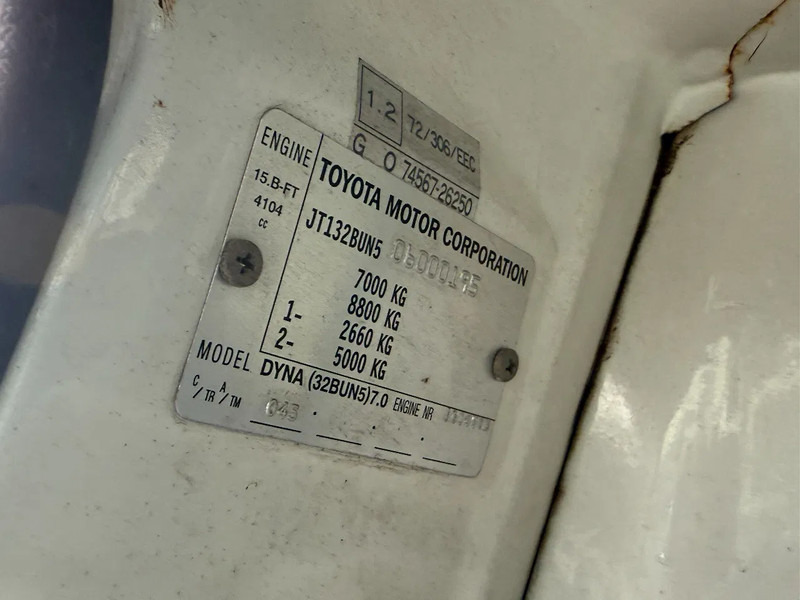 1.2 72/306/EEC
G 0 74567-26250
ENGINE TOYOTA MOTOR CORPORATION
15.B-FT
4104
cc
JT132BUN5
7000 KG
8800 KG
1- 2660 KG
2- 5000 KG
MODEL DYNA (32BUN5)7.0 ENGINE NR
C/TR A/TM 043